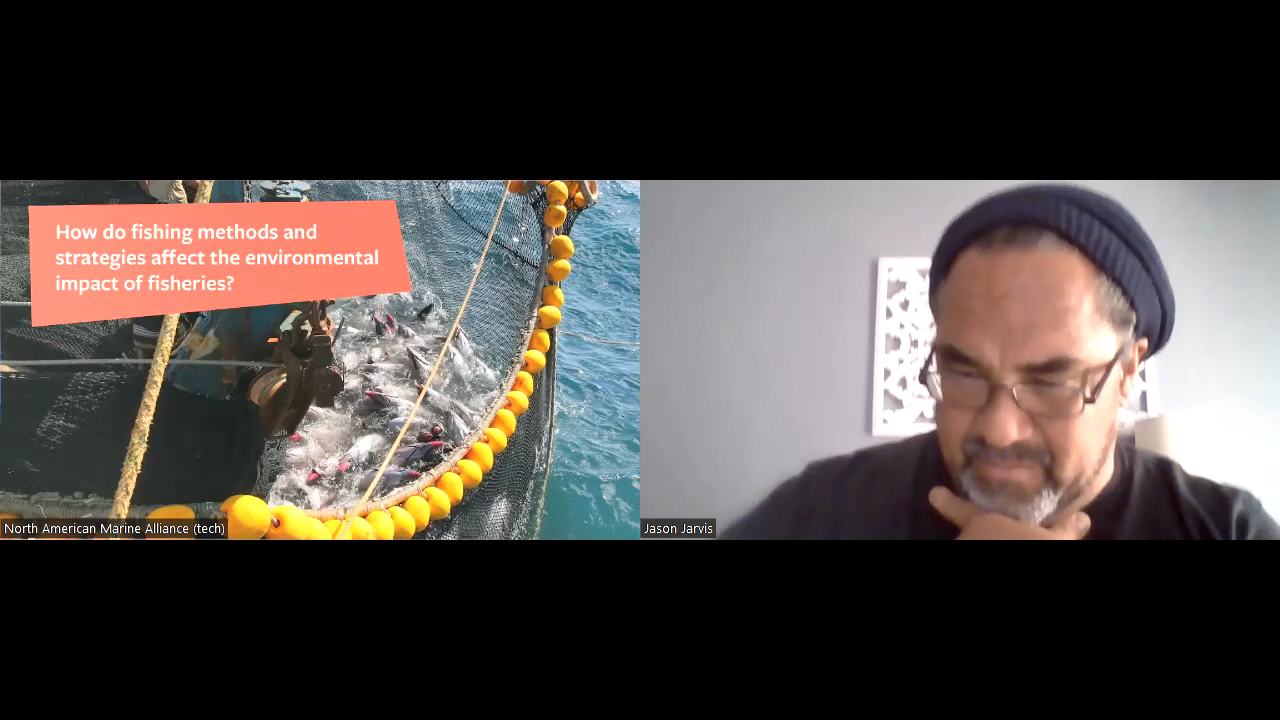 How do fishing methods and
strategies affect the environmental
impact of fisheries?
North American Marine Alliance (tech)
Jason Jarvis